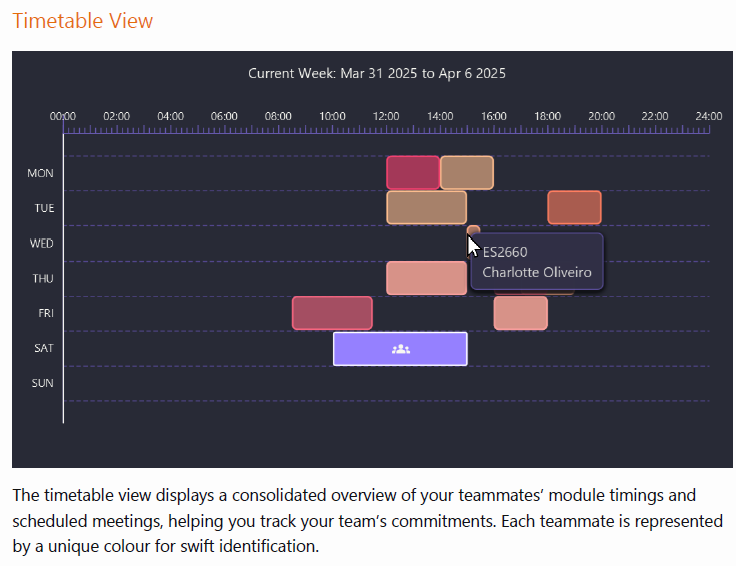 Timetable View
Current Week: Mar 31 2025 to Apr 6 2025
00:00 02:00 04:00 06:00 08:00 10:00 12:00 14:00 16:00 18:00 20:00 22:00 24:00
MON
TUE
WED
ES2660
Charlotte Oliveiro
THU
FRI
SAT
SUN
The timetable view displays a consolidated overview of your teammates’ module timings and
scheduled meetings, helping you track your team’s commitments. Each teammate is represented
by a unique colour for swift identification.